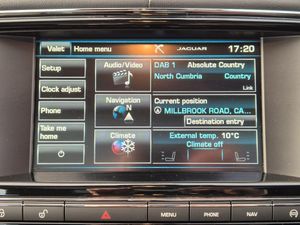 Valet
Home menu
JAGUAR
17:20
Setup
Clock adjust
Phone
Take me
home
Audio/Video
Navigation
Climate
DAB 1 Absolute Country
North Cumbria Country
Link
Current position
MILLBROOK ROAD, CA...
Destination entry
External temp. 10°C
Climate off
MENU
PHONE
NAV